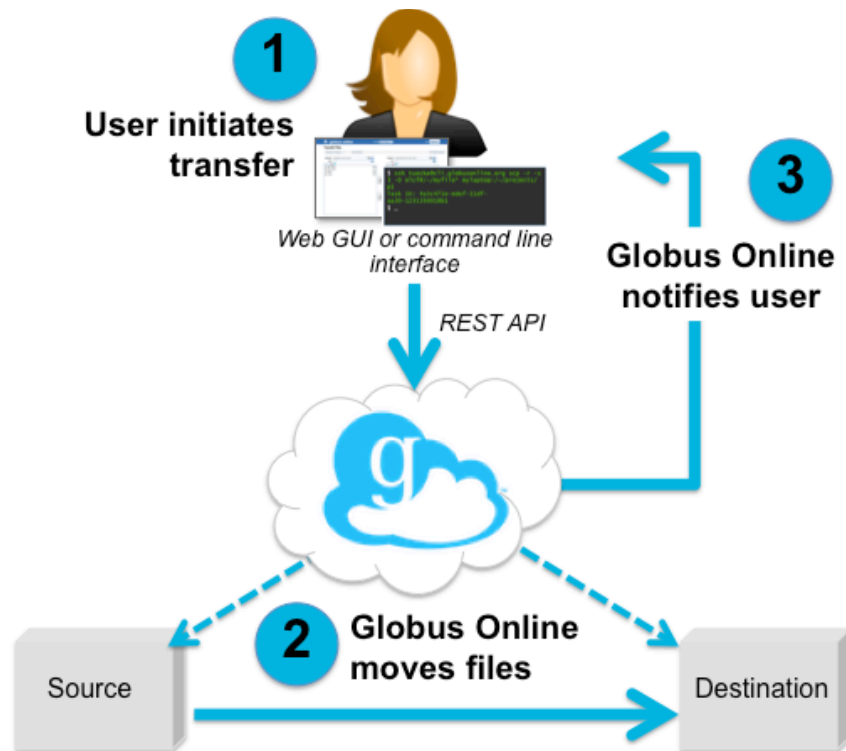 1
User initiates
transfer
Web GUI or command line
interface
REST API
3
Globus Online
notifies user
g
2
Globus Online
moves files
Source
Destination